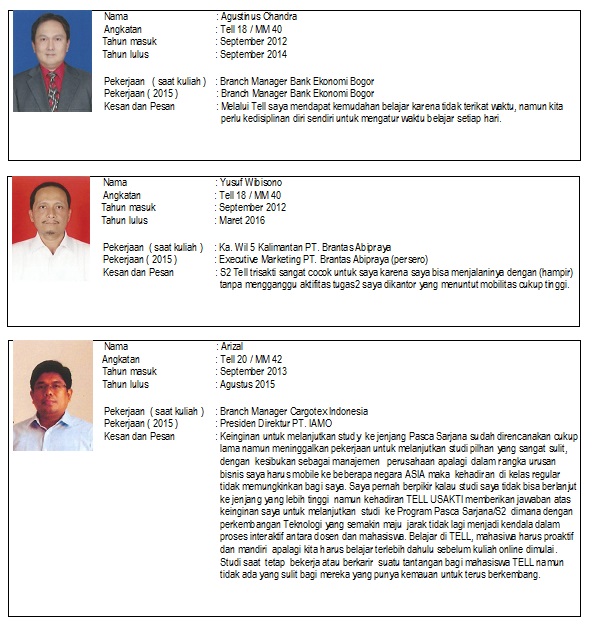 Nama : Agustinus Chandra
Angkatan : Tell 18 / MM 40
Tahun masuk : September 2012
Tahun lulus : September 2014
Pekerjaan ( saat kuliah ) : Branch Manager Bank Ekonomi Bogor
Pekerjaan ( 2015 ) : Branch Manager Bank Ekonomi Bogor
Kesan dan Pesan : Melalui Tell saya mendapat kemudahan belajar karena tidak terikat waktu, namun kita
perlu kedisiplinan diri sendiri untuk mengatur waktu belajar setiap hari.
Nama : Yusuf Wibisono
Angkatan : Tell 18 / MM 40
Tahun masuk : September 2012
Tahun lulus : Maret 2016
Pekerjaan ( saat kuliah ) : Ka. Wil 5 Kalimantan PT. Brantas Abipraya
Pekerjaan ( 2015 ) : Executive Marketing PT. Brantas Abipraya (persero)
Kesan dan Pesan : S2 Tell trisakti sangat cocok untuk saya karena saya bisa menjalaninya dengan (hampir)
tanpa mengganggu aktifitas tugas2 saya dikantor yang menuntut mobilitas cukup tinggi.
Nama : Arizal
Angkatan : Tell 20 / MM 42
Tahun masuk : September 2013
Tahun lulus : Agustus 2015
Pekerjaan ( saat kuliah ) : Branch Manager Cargotex Indonesia
Pekerjaan ( 2015 ) : Presiden Direktur PT. IAMO
Kesan dan Pesan : Keinginan untuk melanjutkan study ke jenjang Pasca Sarjana sudah direncanakan cukup
lama namun meninggalkan pekerjaan untuk melanjutkan studi pilhan yang sangat sulit,
dengan kesibukan sebagai manajemen perusahaan apalagi dalam rangka urusan
bisnis saya harus mobile ke beberapa negara ASIA maka kehadiran di kelas regular
tidak memungkinkan bagi saya. Saya pernah berpikir kalau studi saya tidak bisa berlanjut
ke jenjang yang lebih tinggi namun kehadiran TELL USAKTI memberikan jawaban atas
keinginan saya untuk melanjutkan studi ke Program Pasca Sarjana/S2 dimana dengan
perkembangan Teknologi yang semakin maju jarak tidak lagi menjadi kendala dalam
proses interaktif antara dosen dan mahasiswa. Belajar di TELL, mahasiwa harus proaktif
dan mandiri apalagi kita harus belajar terlebih dahulu sebelum kuliah online dimulai .
Studi saat tetap bekerja atau berkarir suatu tantangan bagi mahasiswa TELL namun
tidak ada yang sulit bagi mereka yang punya kemauan untuk terus berkembang.